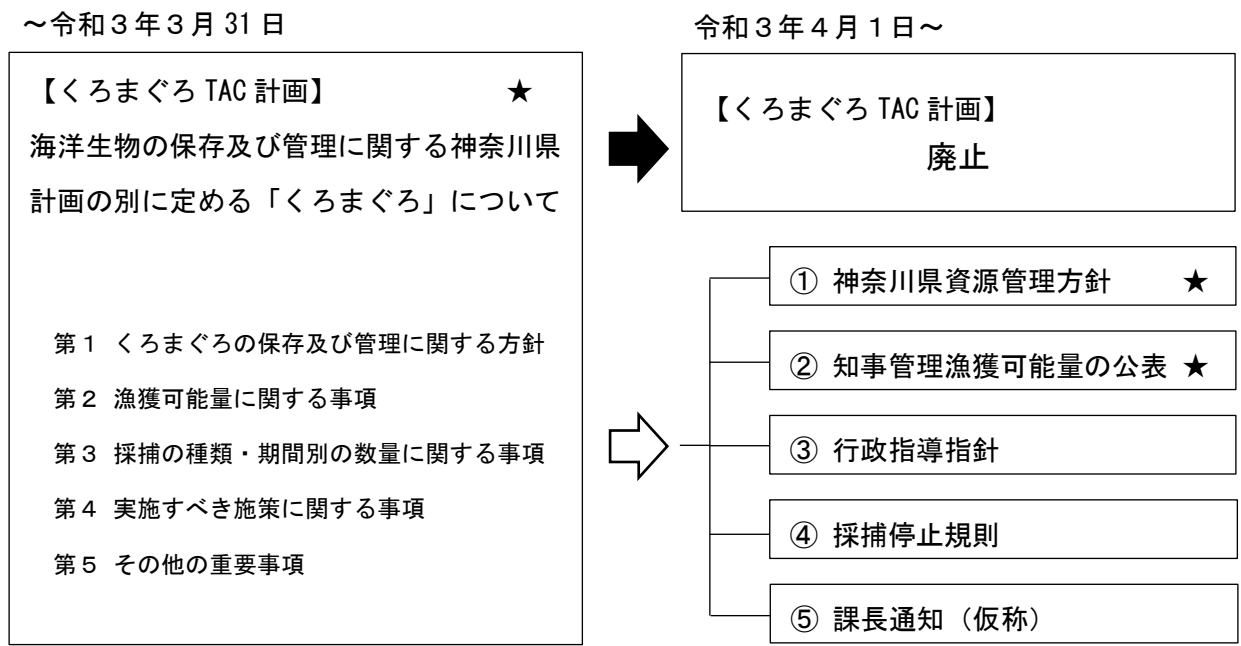 ～令和３年３月31日
【くろまぐろTAC計画】 ★
海洋生物の保存及び管理に関する神奈川県
計画の別に定める「くろまぐろ」について
第１ くろまぐろの保存及び管理に関する方針
第２ 漁獲可能量に関する事項
第３ 採捕の種類・期間別の数量に関する事項
第４ 実施すべき施策に関する事項
第５ その他の重要事項
令和３年４月１日～
【くろまぐろTAC計画】
廃止
① 神奈川県資源管理方針 ★
② 知事管理漁獲可能量の公表 ★
③ 行政指導指針
④ 採捕停止規則
⑤ 課長通知（仮称）